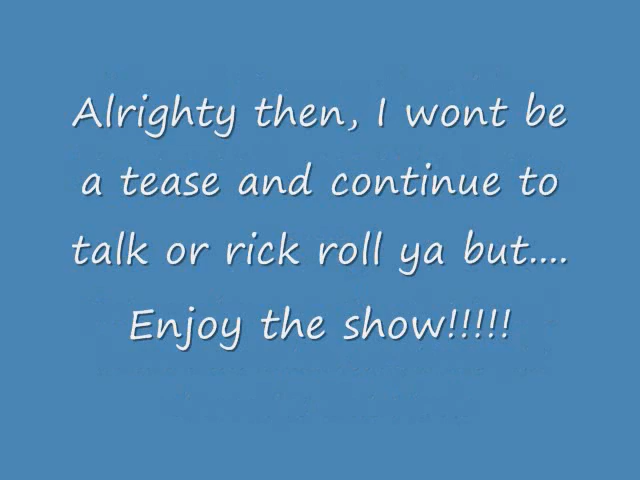 Alrighty then, I wont be
a tease and continue to
talk or rick roll ya but....
Enjoy the show!!!!!